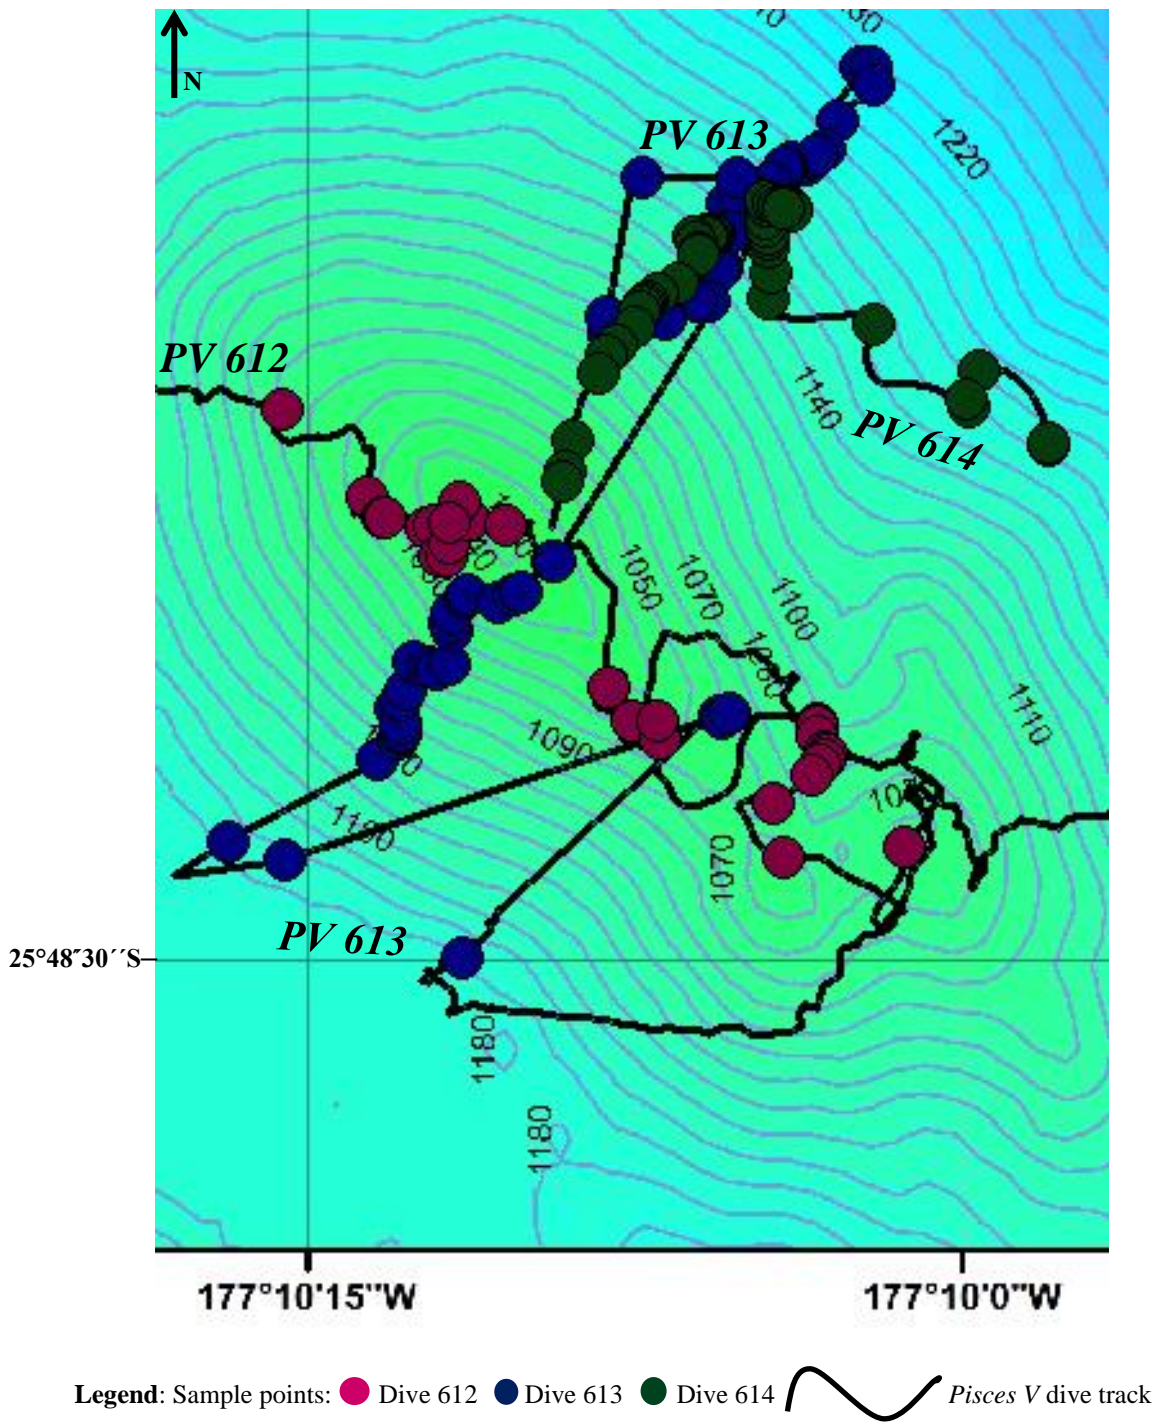 N
1220
PV 613
PV 612
1140
PV 614
1050
1070
1100
1090
1110
1190
1070
PV 613
25°48˝30´´S
1180
1180
177°10'15"W
177°10'0"W
Legend: Sample points: Dive 612 Dive 613 Dive 614 Pisces V dive track